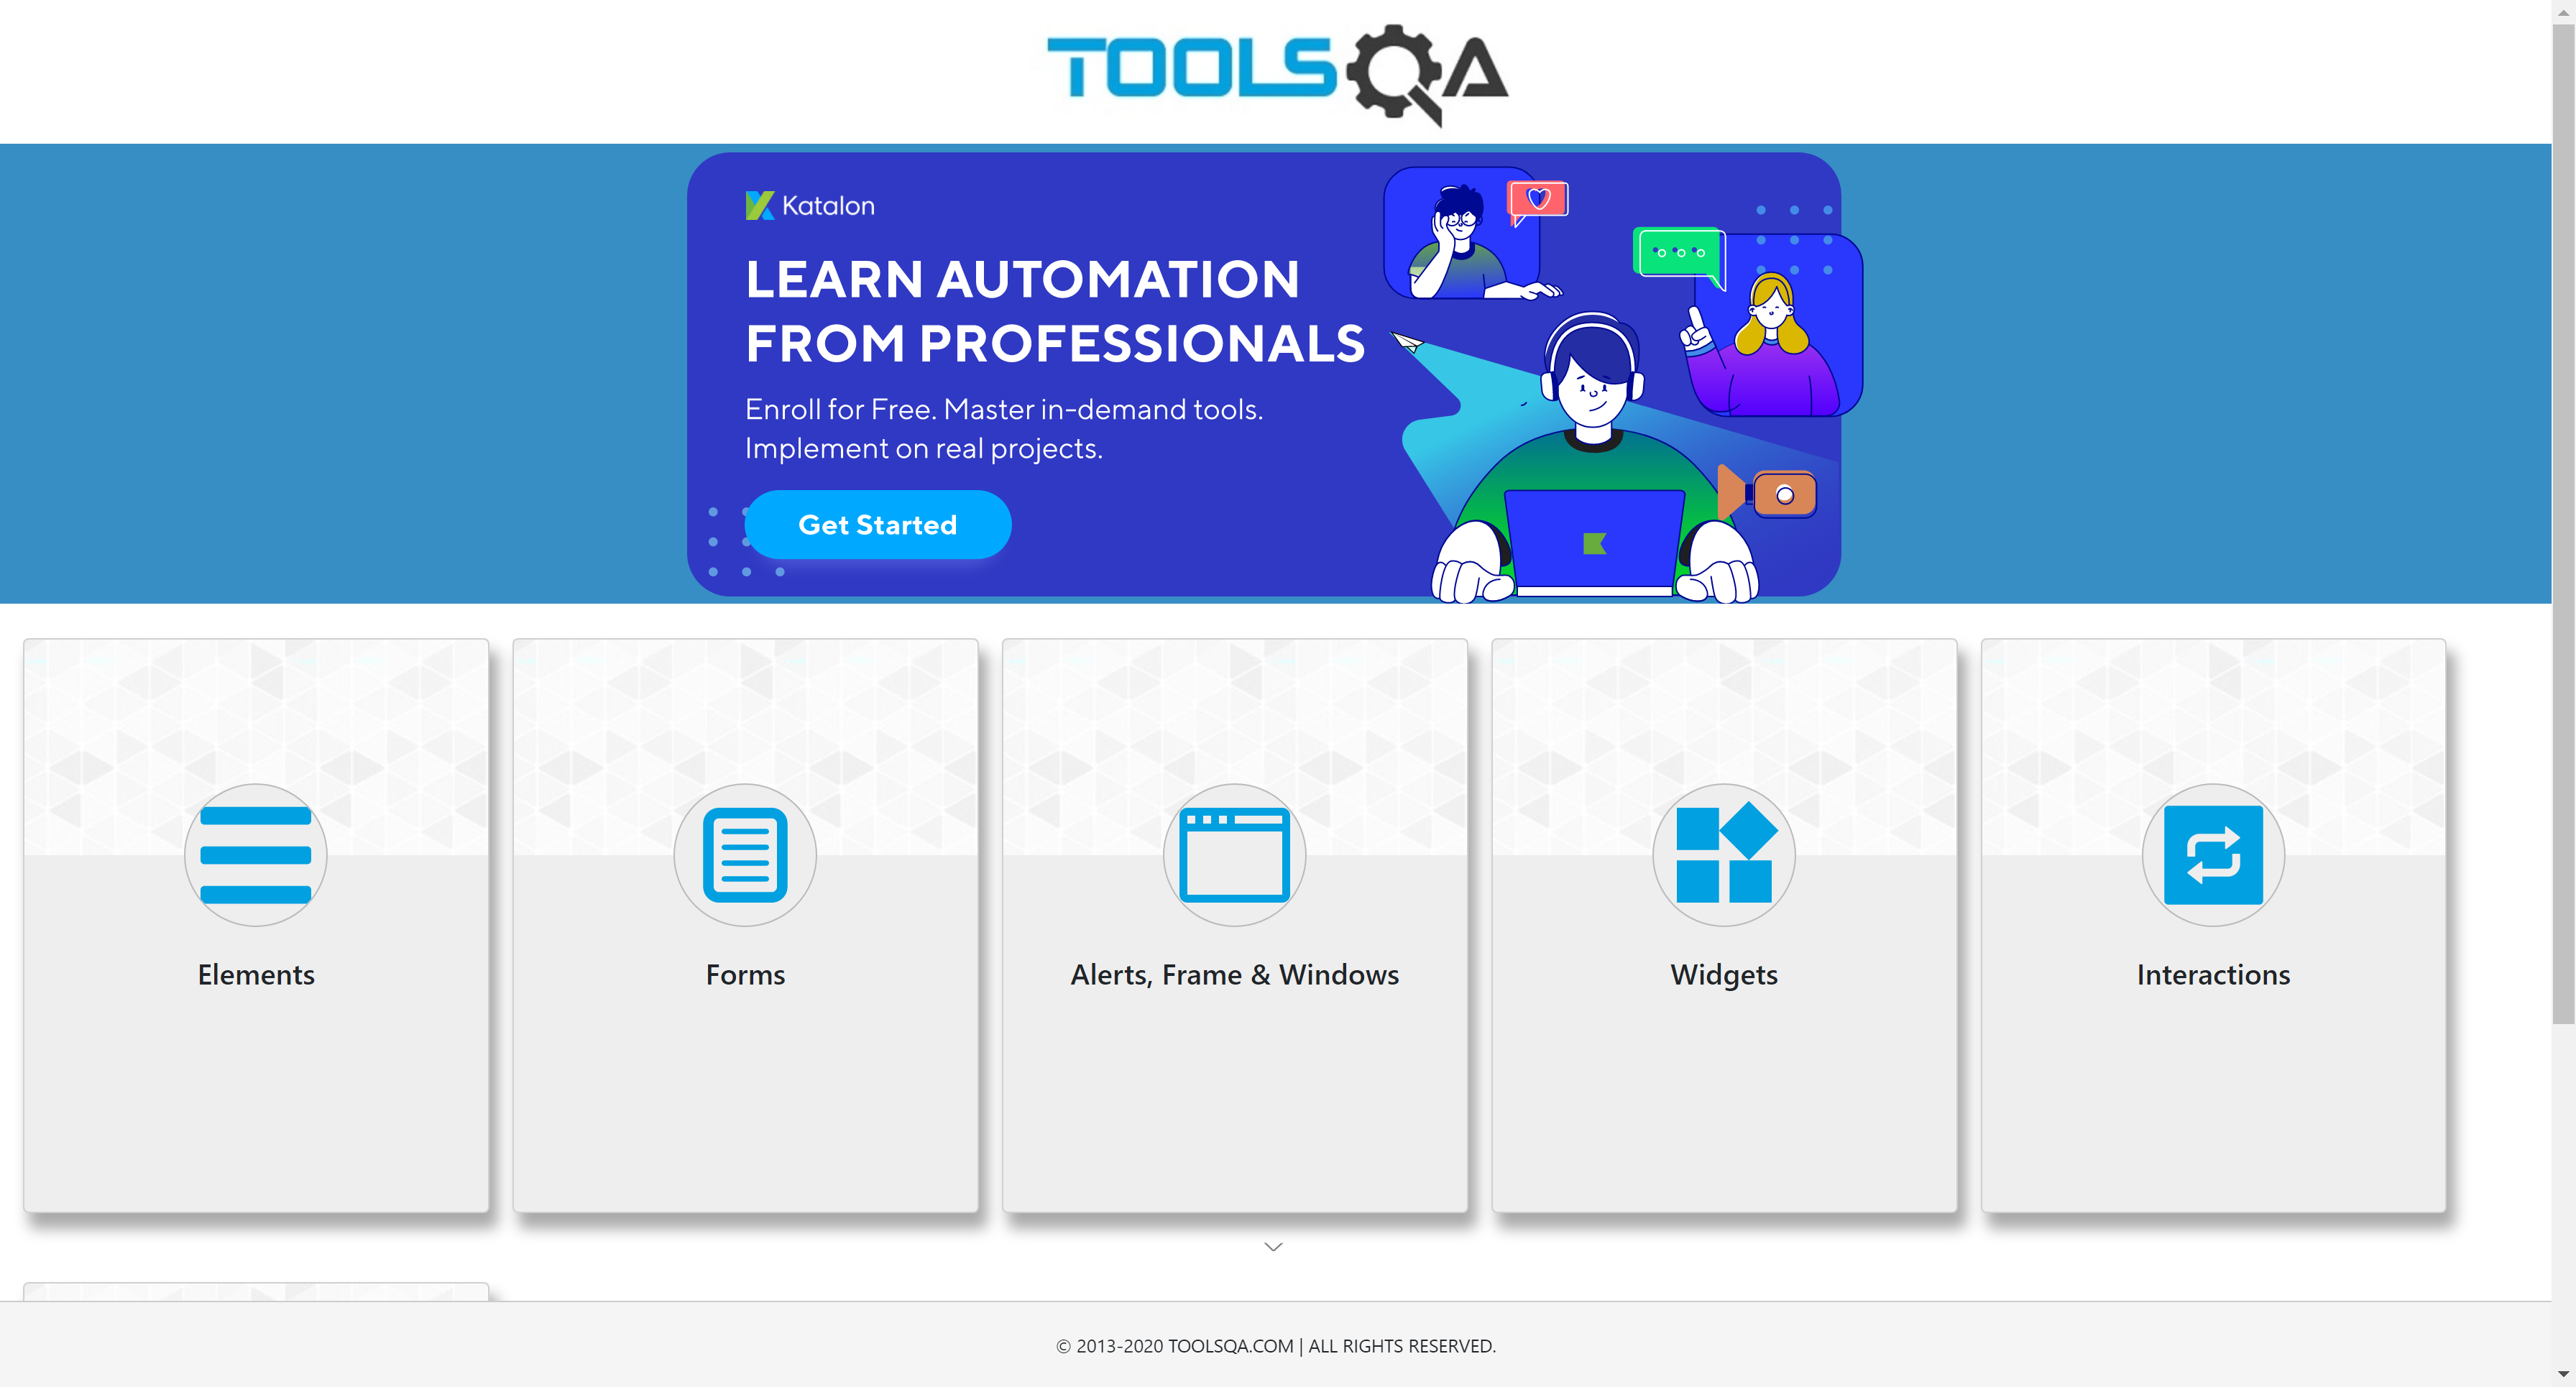 TOOLSQA
Katalon
LEARN AUTOMATION
FROM PROFESSIONALS
Enroll for Free. Master in-demand tools.
Implement on real projects.
Get Started
Elements
Forms
Alerts, Frame & Windows
Widgets
Interactions
© 2013-2020 TOOLSQA.COM | ALL RIGHTS RESERVED.